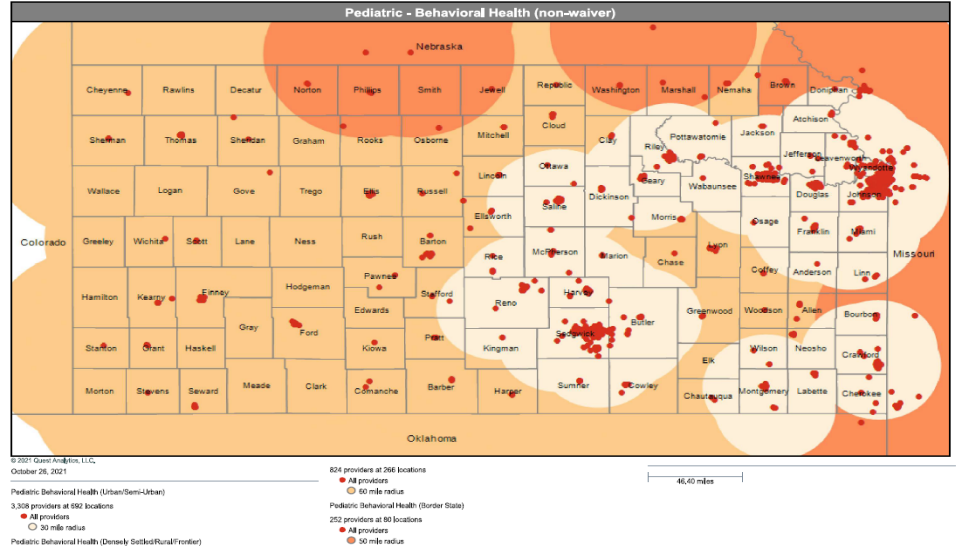 Pediatric - Behavioral Health (non-waiver)
Nebraska
Cheyenne Rawlins Decatur Norton Phillips Smith Jewell Republic Washington Marshall Nemaha Brown Doniphan
Atchison
Sherman Thomas Sheridan Graham Rooks Osborne Mitchell Cloud Clay Riley Pottawatomie Jackson
Jefferson Leavenworth
Ottawa Wyandotte
Wallace Logan Gove Trego Ellis Russell Lincoln Saline Dickinson Geary Wabaunsee Shawnee Douglas Johnson
Ellsworth Morris Osage
Colorado Greeley Wichita Scott Lane Ness Rush Barton Rice McPherson Marion Chase Lyon Franklin Miami Missouri
Pawnee Coffey Anderson Linn
Hamilton Kearny Finney Hodgeman Stafford Reno Harvey
Edwards Greenwood Woodson Allen Bourbon
Gray Ford Sedgwick Butler
Stanton Grant Haskell Kiowa Pratt Kingman Elk Wilson Neosho Crawford
Morton Stevens Seward Meade Clark Comanche Barber Harper Sumner Cowley Chautauqua Montgomery Labette Cherokee
Oklahoma
© 2021 Quest Analytics, LLC.
October 26, 2021
Pediatric Behavioral Health (Urban/Semi-Urban)
3,308 providers at 692 locations
All providers
30 mile radius
Pediatric Behavioral Health (Densely Settled/Rural/Frontier)
824 providers at 266 locations
All providers
60 mile radius
Pediatric Behavioral Health (Border State)
252 providers at 80 locations
All providers
50 mile radius
46.40 miles